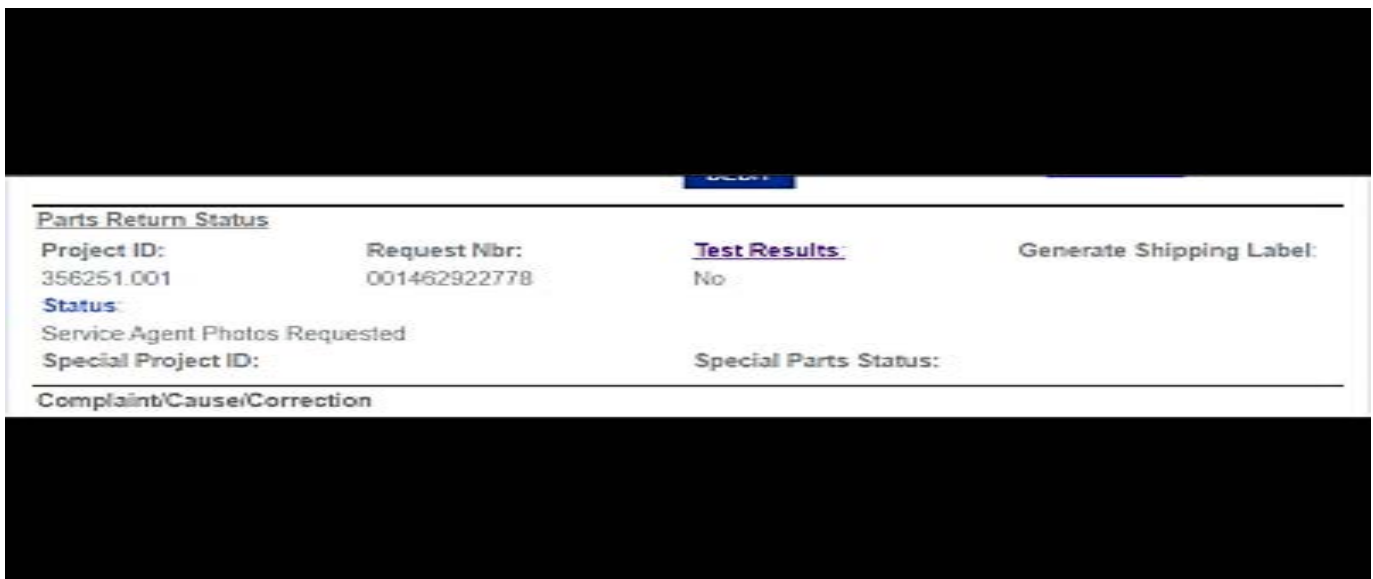 Parts Return Status
Project ID: Request Nbr: Test Results: Generate Shipping Label:
356251.001 001462922778 No
Status:
Service Agent Photos Requested
Special Project ID: Special Parts Status:
Complaint/Cause/Correction